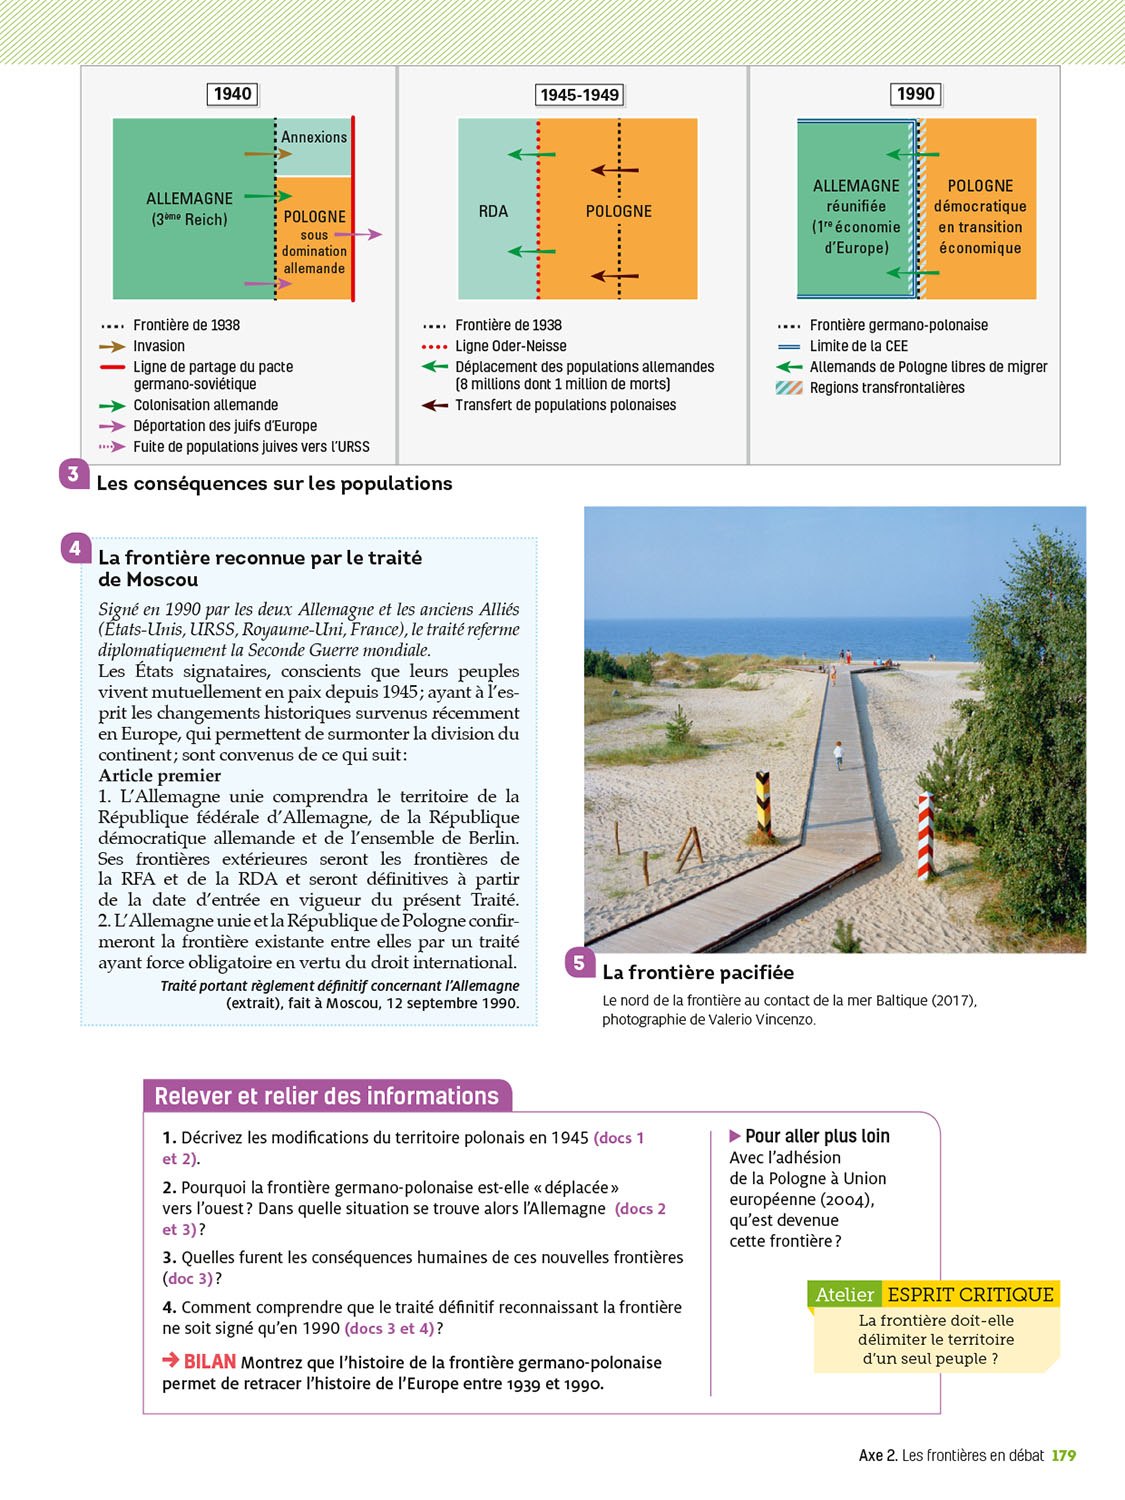 1940
Annexions
ALLEMAGNE
(3ème Reich)
POLOGNE
sous
domination
allemande
Frontière de 1938
Invasion
Ligne de partage du pacte
germano-soviétique
Colonisation allemande
Déportation des juifs d'Europe
Fuite de populations juives vers l'URSS
1945-1949
RDA
POLOGNE
Frontière de 1938
Ligne Oder-Neisse
Déplacement des populations allemandes
(8 millions dont 1 million de morts)
Transfert de populations polonaises
1990
ALLEMAGNE
réunifiée
(1re économie
d'Europe)
POLOGNE
démocratique
en transition
économique
Frontière germano-polonaise
Limite de la CEE
Allemands de Pologne libres de migrer
Regions transfrontalières
3 Les conséquences sur les populations
4 La frontière reconnue par le traité
de Moscou
Signé en 1990 par les deux Allemagne et les anciens Alliés
(États-Unis, URSS, Royaume-Uni, France), le traité referme
diplomatiquement la Seconde Guerre mondiale.
Les États signataires, conscients que leurs peuples
vivent mutuellement en paix depuis 1945 ; ayant à l'es-
prit les changements historiques survenus récemment
en Europe, qui permettent de surmonter la division du
continent ; sont convenus de ce qui suit :
Article premier
1. L'Allemagne unie comprendra le territoire de la
République fédérale d'Allemagne, de la République
démocratique allemande et de l'ensemble de Berlin.
Ses frontières extérieures seront les frontières de
la RFA et de la RDA et seront définitives à partir
de la date d'entrée en vigueur du présent Traité.
2. L'Allemagne unie et la République de Pologne confir-
meront la frontière existante entre elles par un traité
ayant force obligatoire en vertu du droit international.
Traité portant règlement définitif concernant l'Allemagne
(extrait), fait à Moscou, 12 septembre 1990.
5 La frontière pacifiée
Le nord de la frontière au contact de la mer Baltique (2017),
photographie de Valerio Vincenzo.
Relever et relier des informations
1. Décrivez les modifications du territoire polonais en 1945 (docs 1
et 2).
2. Pourquoi la frontière germano-polonaise est-elle « déplacée »
vers l'ouest ? Dans quelle situation se trouve alors l'Allemagne (docs 2
et 3) ?
3. Quelles furent les conséquences humaines de ces nouvelles frontières
(doc 3) ?
4. Comment comprendre que le traité définitif reconnaissant la frontière
ne soit signé qu'en 1990 (docs 3 et 4) ?
BILAN Montrez que l'histoire de la frontière germano-polonaise
permet de retracer l'histoire de l'Europe entre 1939 et 1990.
Pour aller plus loin
Avec l'adhésion
de la Pologne à Union
européenne (2004),
qu'est devenue
cette frontière ?
Atelier ESPRIT CRITIQUE
La frontière doit-elle
délimiter le territoire
d'un seul peuple ?
Axe 2. Les frontières en débat 179